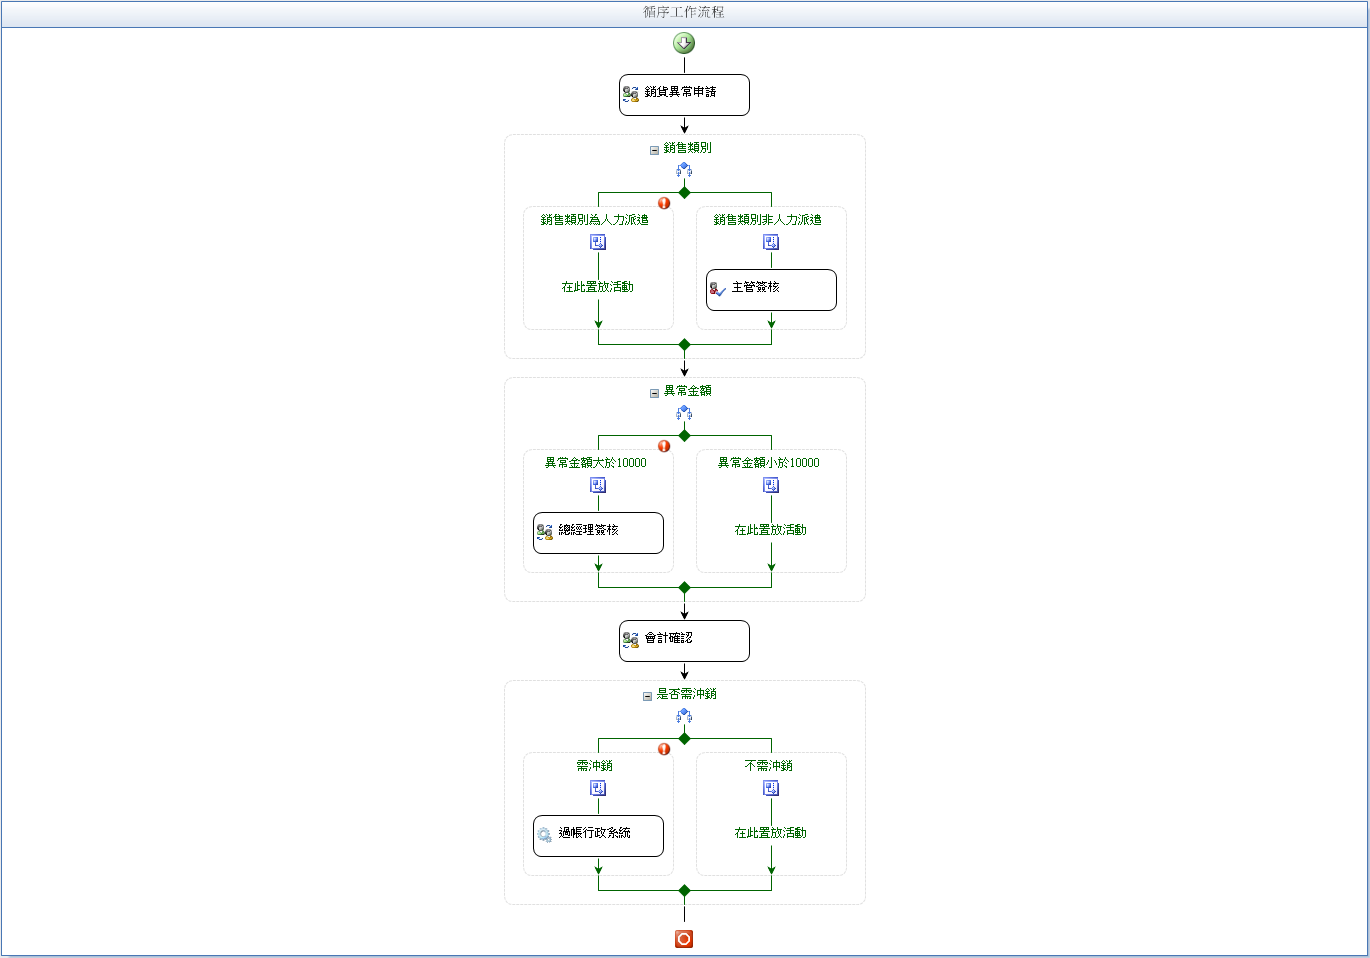 循序工作流程
銷貨異常申請
銷售類別
銷售類別為人力派遣
銷售類別非人力派遣
在此置放活動
主管簽核
異常金額
異常金額大於10000
異常金額小於10000
總經理簽核
在此置放活動
會計確認
是否需沖銷
需沖銷
不需沖銷
過帳行政系統
在此置放活動